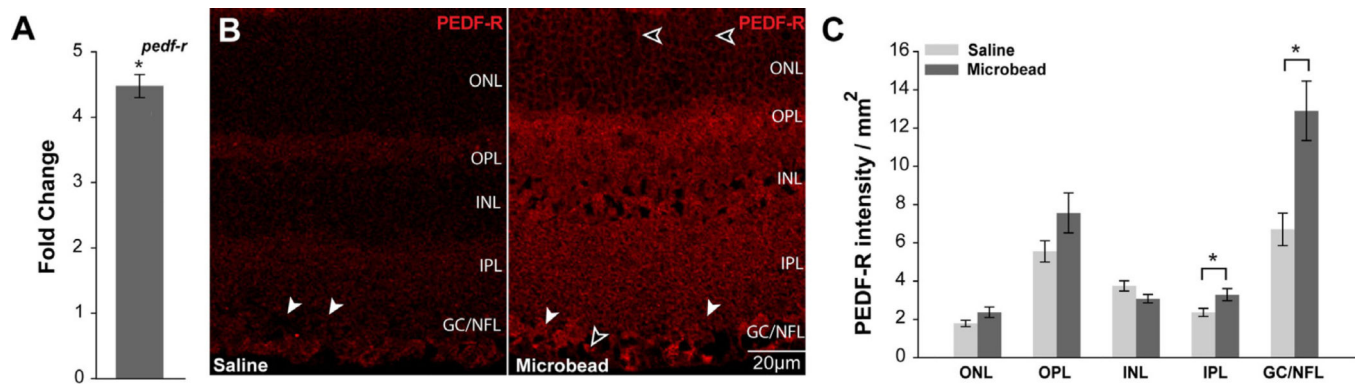 A
pedf-r
*
Fold Change
5
4
3
2
1
0
B
PEDF-R
ONL
OPL
INL
IPL
GC/NFL
Saline
PEDF-R
ONL
OPL
INL
IPL
GC/NFL
20µm
Microbead
C
Saline
Microbead
PEDF-R intensity / mm²
16
14
12
10
8
6
4
2
0
*
*
ONL OPL INL IPL GC/NFL